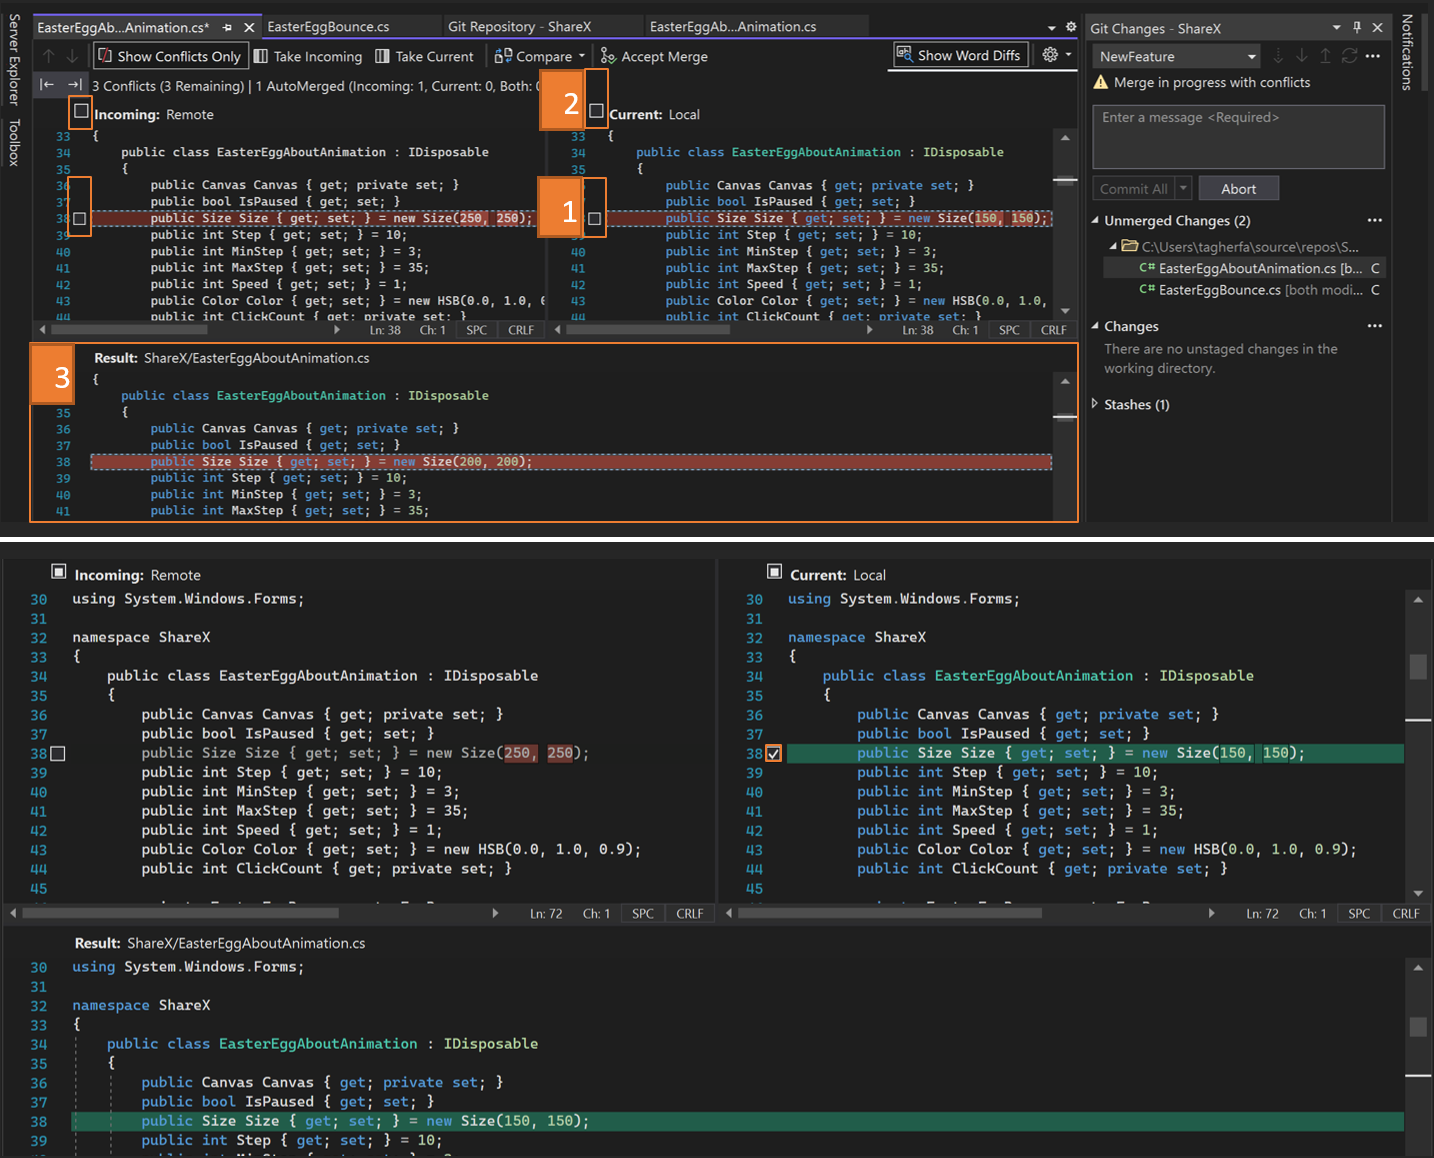 Server Explorer
Toolbox
EasterEggAb...Animation.cs*
EasterEggBounce.cs
Git Repository - ShareX
EasterEggAb...Animation.cs
Show Conflicts Only
Take Incoming
Take Current
Compare
Accept Merge
Show Word Diffs
3 Conflicts (3 Remaining) | 1 AutoMerged (Incoming: 1, Current: 0, Both: 0
Incoming: Remote
33 {
34 public class EasterEggAboutAnimation : IDisposable
35 {
36 public Canvas Canvas { get; private set; }
37 public bool IsPaused { get; set; }
38 public Size Size { get; set; } = new Size(250, 250);
39 public int Step { get; set; } = 10;
40 public int MinStep { get; set; } = 3;
41 public int MaxStep { get; set; } = 35;
42 public int Speed { get; set; } = 1;
43 public Color Color { get; set; } = new HSB(0.0, 1.0, 0
44 public int ClickCount { get; private set; }
Ln: 38 Ch: 1 SPC CRLF
2
1
Current: Local
33 {
34 public class EasterEggAboutAnimation : IDisposable
35 {
public Canvas Canvas { get; private set; }
public bool IsPaused { get; set; }
public Size Size { get; set; } = new Size(150, 150);
39 public int Step { get; set; } = 10;
40 public int MinStep { get; set; } = 3;
41 public int MaxStep { get; set; } = 35;
42 public int Speed { get; set; } = 1;
43 public Color Color { get; set; } = new HSB(0.0, 1.0,
44 public int ClickCount { get; private set; }
Ln: 38 Ch: 1 SPC CRLF
3
Result: ShareX/EasterEggAboutAnimation.cs
{
public class EasterEggAboutAnimation : IDisposable
35 {
36 public Canvas Canvas { get; private set; }
37 public bool IsPaused { get; set; }
38 public Size Size { get; set; } = new Size(200, 200);
39 public int Step { get; set; } = 10;
40 public int MinStep { get; set; } = 3;
41 public int MaxStep { get; set; } = 35;
Git Changes - ShareX
NewFeature
Merge in progress with conflicts
Enter a message <Required>
Commit All
Abort
Unmerged Changes (2)
C:\Users\tagherfa\source\repos\S...
C# EasterEggAboutAnimation.cs [b... C
C# EasterEggBounce.cs [both modi... C
Changes
There are no unstaged changes in the
working directory.
Stashes (1)
Notifications
Incoming: Remote
30 using System.Windows.Forms;
31
32 namespace ShareX
33 {
34 public class EasterEggAboutAnimation : IDisposable
35 {
36 public Canvas Canvas { get; private set; }
37 public bool IsPaused { get; set; }
38 public Size Size { get; set; } = new Size(250, 250);
39 public int Step { get; set; } = 10;
40 public int MinStep { get; set; } = 3;
41 public int MaxStep { get; set; } = 35;
42 public int Speed { get; set; } = 1;
43 public Color Color { get; set; } = new HSB(0.0, 1.0, 0.9);
44 public int ClickCount { get; private set; }
45
Ln: 72 Ch: 1 SPC CRLF
Current: Local
30 using System.Windows.Forms;
31
32 namespace ShareX
33 {
34 public class EasterEggAboutAnimation : IDisposable
35 {
36 public Canvas Canvas { get; private set; }
37 public bool IsPaused { get; set; }
38 public Size Size { get; set; } = new Size(150, 150);
39 public int Step { get; set; } = 10;
40 public int MinStep { get; set; } = 3;
41 public int MaxStep { get; set; } = 35;
42 public int Speed { get; set; } = 1;
43 public Color Color { get; set; } = new HSB(0.0, 1.0, 0.9);
44 public int ClickCount { get; private set; }
45
Ln: 72 Ch: 1 SPC CRLF
Result: ShareX/EasterEggAboutAnimation.cs
30 using System.Windows.Forms;
31
32 namespace ShareX
33 {
34 public class EasterEggAboutAnimation : IDisposable
35 {
36 public Canvas Canvas { get; private set; }
37 public bool IsPaused { get; set; }
38 public Size Size { get; set; } = new Size(150, 150);
39 public int Step { get; set; } = 10;